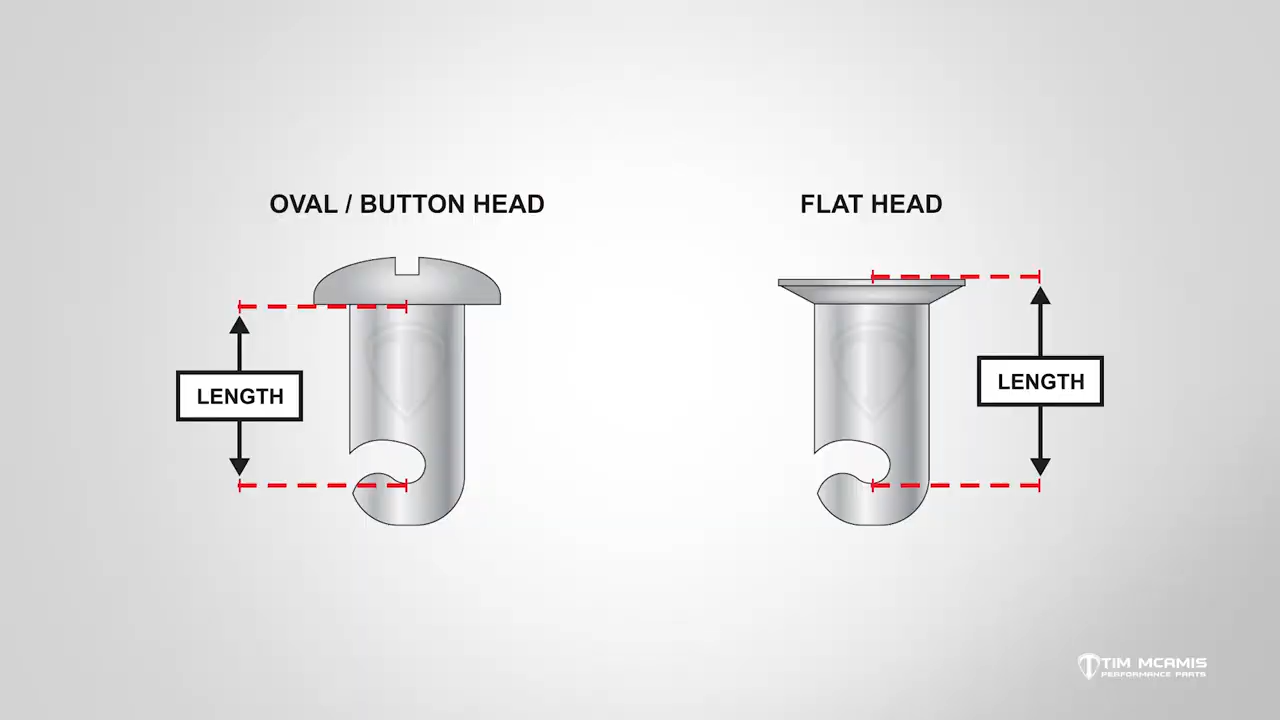 OVAL / BUTTON HEAD
FLAT HEAD
LENGTH
LENGTH
TIM MCAMIS
PERFORMANCE PARTS